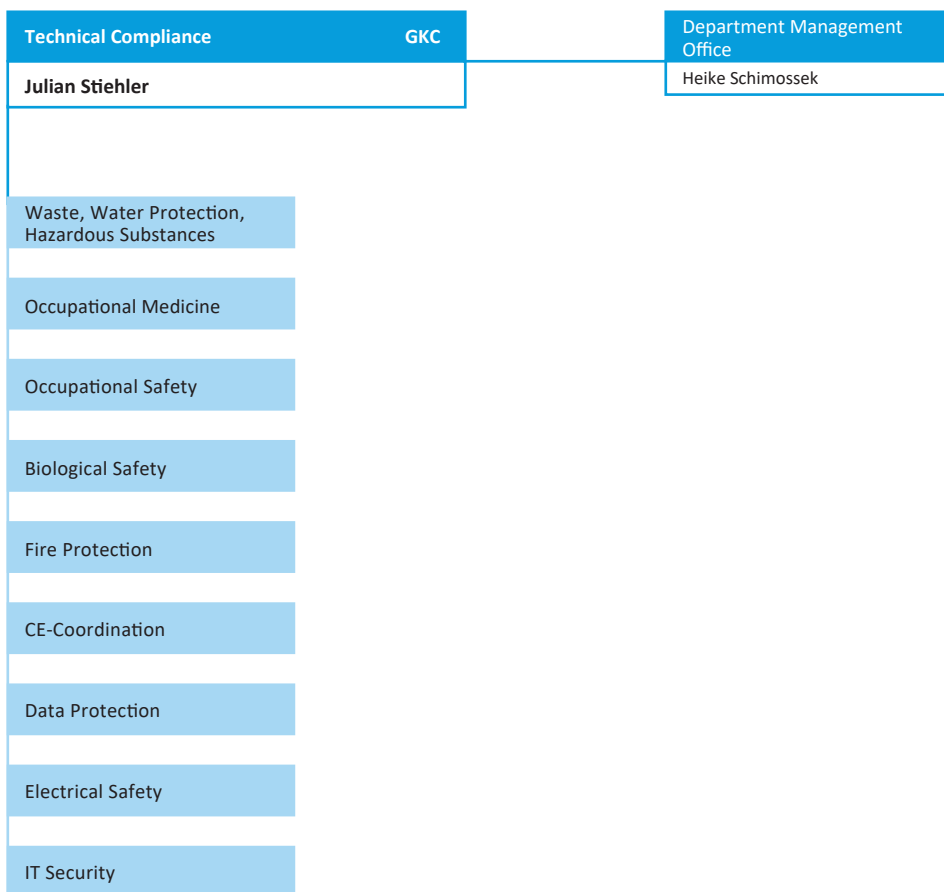 Technical Compliance GKC
Julian Stiehler
Department Management
Office
Heike Schimossek
Waste, Water Protection,
Hazardous Substances
Occupational Medicine
Occupational Safety
Biological Safety
Fire Protection
CE-Coordination
Data Protection
Electrical Safety
IT Security